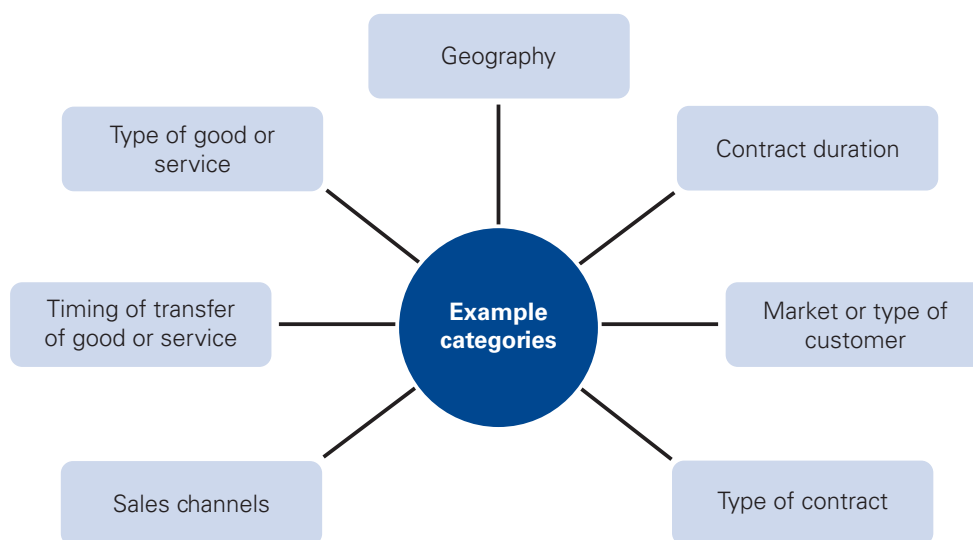 Geography
Type of good or
service
Contract duration
Timing of transfer
of good or service
Example
categories
Market or type of
customer
Sales channels
Type of contract